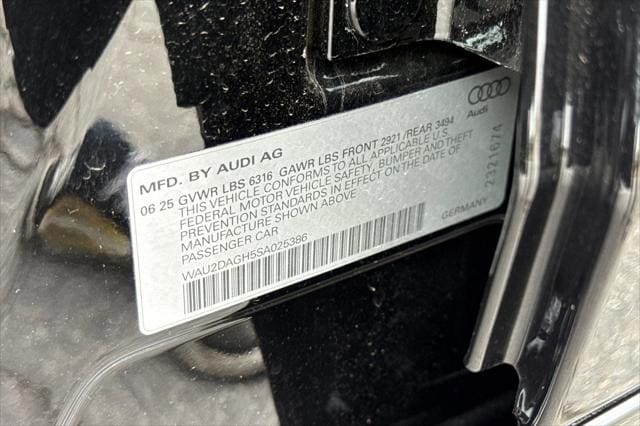 Audi
MFD. BY AUDI AG
06 25 GVWR LBS 6316 GAWR LBS FRONT 2921 /REAR 3494
THIS VEHICLE CONFORMS TO ALL APPLICABLE U.S.
FEDERAL MOTOR VEHICLE SAFETY, BUMPER AND THEFT
PREVENTION STANDARDS IN EFFECT ON THE DATE OF
MANUFACTURE SHOWN ABOVE
PASSENGER CAR
WAU2DAGH5SA025386
GERMANY
2321674